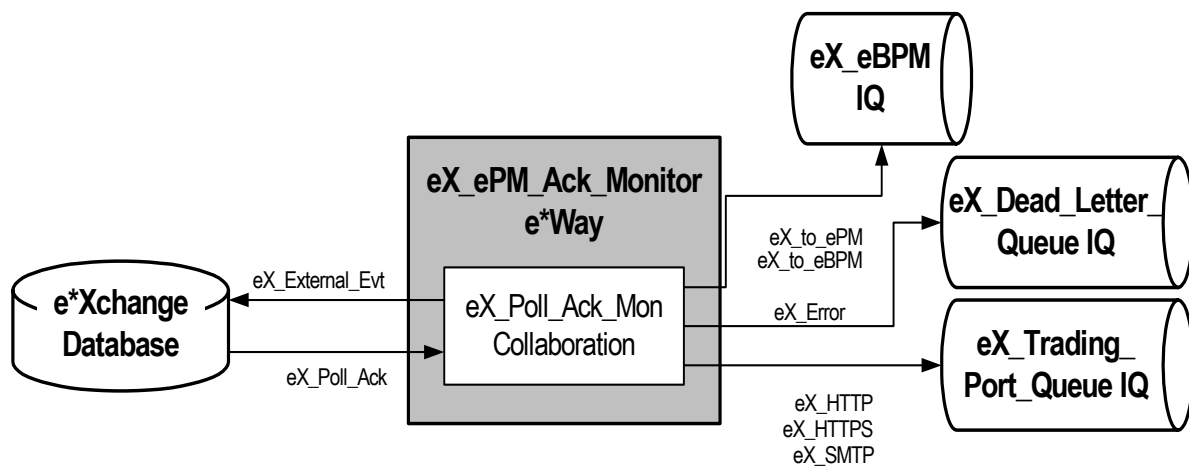 eX_eBPM
IQ
eX_ePM_Ack_Monitor
e*Way
eX_Dead_Letter_
Queue IQ
eX_to_ePM
eX_to_eBPM
eX_External_Evt
e*Xchange
Database
eX_Poll_Ack_Mon
Collaboration
eX_Error
eX_Trading_
Port_Queue IQ
eX_Poll_Ack
eX_HTTP
eX_HTTPS
eX_SMTP